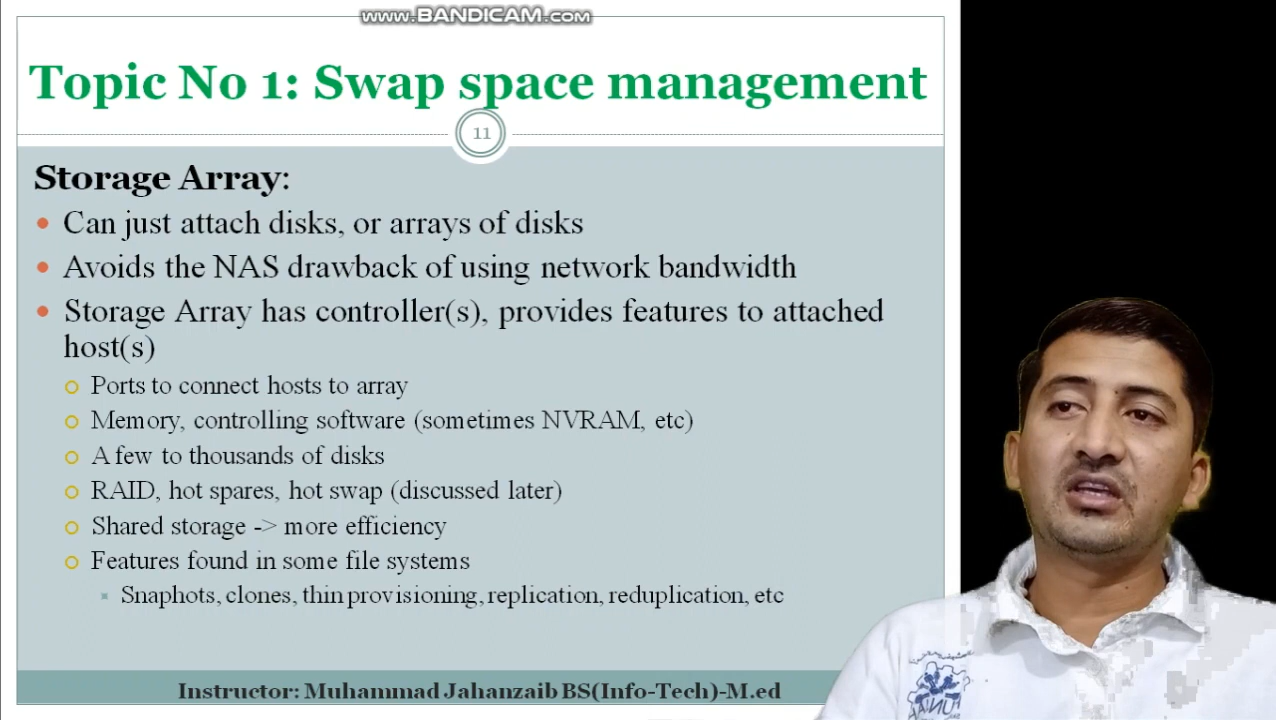 www.BANDICAM.com
Topic No 1: Swap space management
11
Storage Array:
Can just attach disks, or arrays of disks
Avoids the NAS drawback of using network bandwidth
Storage Array has controller(s), provides features to attached
host(s)
Ports to connect hosts to array
Memory, controlling software (sometimes NVRAM, etc)
A few to thousands of disks
RAID, hot spares, hot swap (discussed later)
Shared storage -> more efficiency
Features found in some file systems
Snaphots, clones, thin provisioning, replication, reduplication, etc
Instructor: Muhammad Jahanzaib BS(Info-Tech)-M.ed